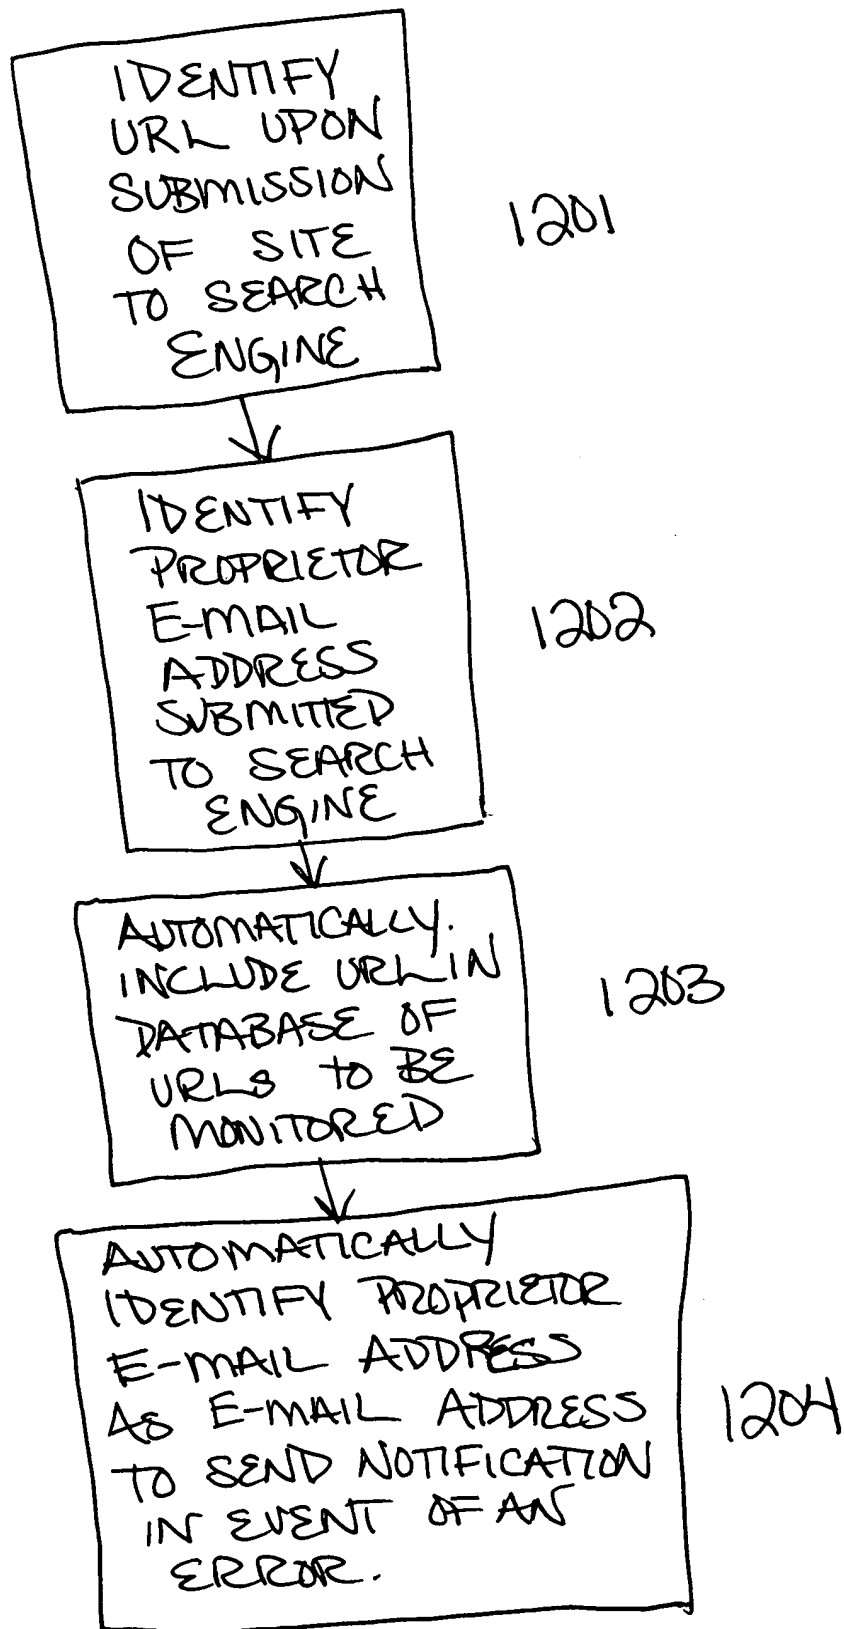 IDENTIFY
URL UPON
SUBMISSION
OF SITE
TO SEARCH
ENGINE
1201
IDENTIFY
PROPRIETOR
E-MAIL
ADDRESS
SUBMITTED
TO SEARCH
ENGINE
1202
AUTOMATICALLY.
INCLUDE URL IN
DATABASE OF
URLS TO BE
MONITORED
1203
AUTOMATICALLY
IDENTIFY PROPRIETOR
E-MAIL ADDRESS
AS E-MAIL ADDRESS
TO SEND NOTIFICATION
IN EVENT OF AN
ERROR.
1204